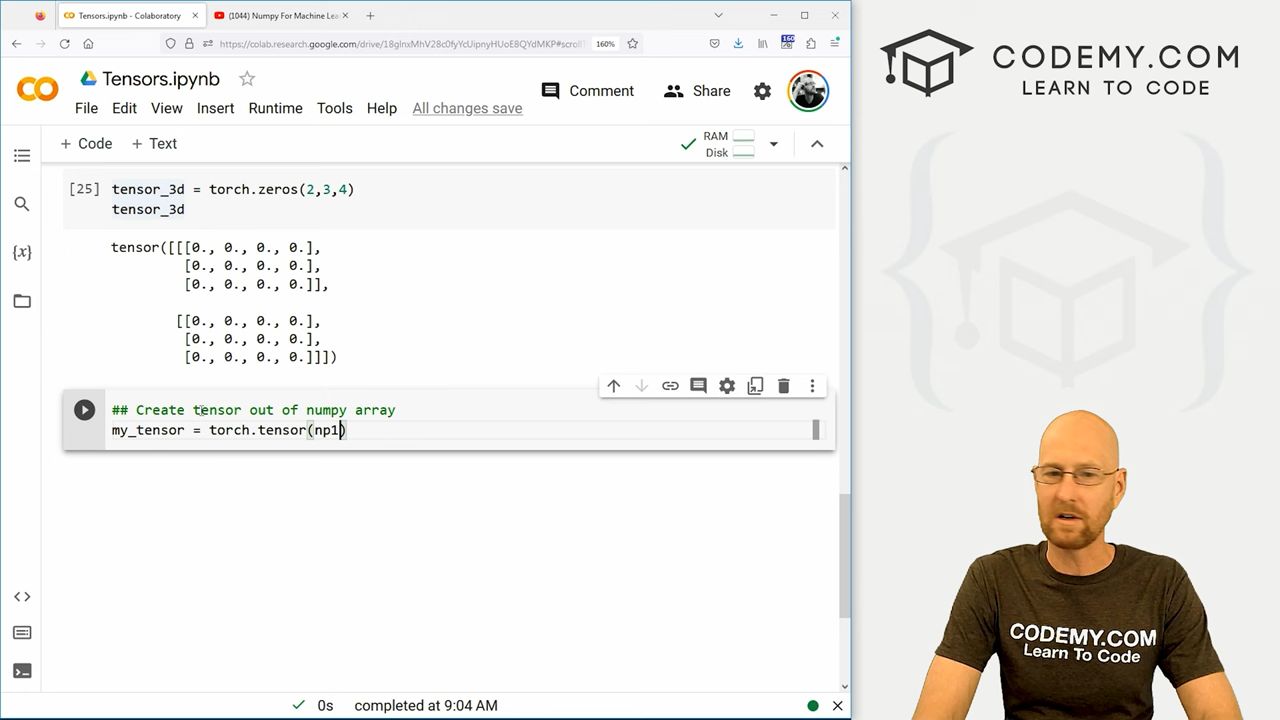 Tensors.ipynb - Colaboratory
(1044) Numpy For Machine Lea
https://colab.research.google.com/drive/
160%
160
Tensors.ipynb
File Edit View Insert Runtime Tools Help All changes save
Comment Share
+ Code + Text
RAM
Disk
[25] tensor_3d = torch.zeros(2,3,4)
tensor_3d
tensor([[[0., 0., 0., 0.],
[0., 0., 0., 0.],
[0., 0., 0., 0.]],
[[0., 0., 0., 0.],
[0., 0., 0., 0.],
[0., 0., 0., 0.]]])
## Create tensor out of numpy array
my_tensor = torch.tensor(np1)
{x}
0s completed at 9:04 AM
CODEMY.COM
LEARN TO CODE
CODEMY.COM
Learn To Code